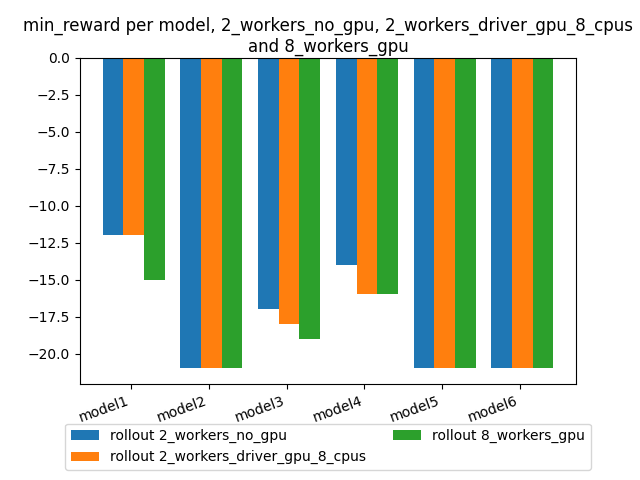 min_reward per model, 2_workers_no_gpu, 2_workers_driver_gpu_8_cpus
and 8_workers_gpu
0.0
−2.5
−5.0
−7.5
−10.0
−12.5
−15.0
−17.5
−20.0
model1 model2 model3 model4 model5 model6
rollout 2_workers_no_gpu rollout 8_workers_gpu
rollout 2_workers_driver_gpu_8_cpus